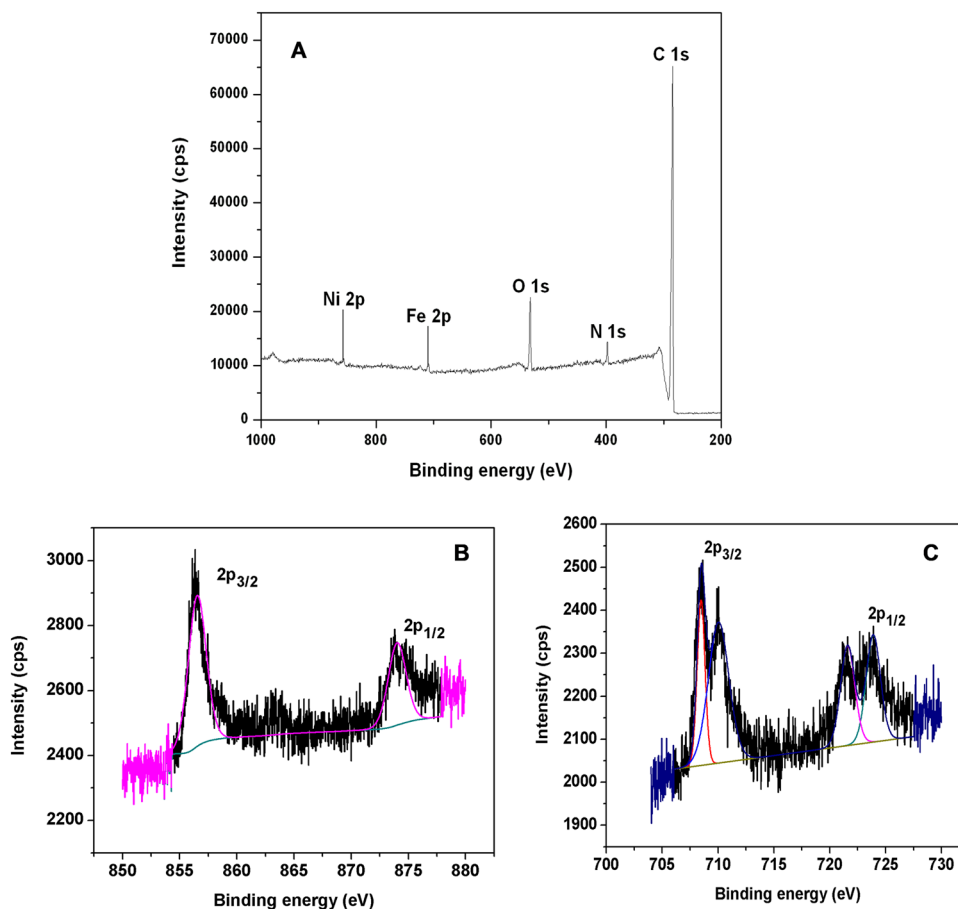 A
C 1s
Ni 2p
Fe 2p
O 1s
N 1s
70000
60000
50000
40000
30000
20000
10000
0
Intensity (cps)
1000 800 600 400 200
Binding energy (eV)
B
2p3/2
2p1/2
3000
2800
2600
2400
2200
Intensity (cps)
850 855 860 865 870 875 880
Binding energy (eV)
C
2p3/2
2p1/2
2600
2500
2400
2300
2200
2100
2000
1900
Intensity (cps)
700 705 710 715 720 725 730
Binding energy (eV)